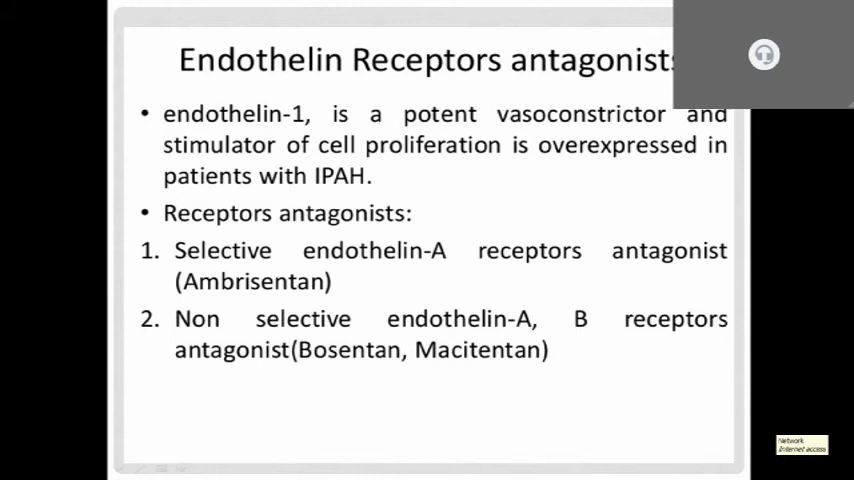 Endothelin Receptors antagonists
• endothelin-1, is a potent vasoconstrictor and
stimulator of cell proliferation is overexpressed in
patients with IPAH.
• Receptors antagonists:
1. Selective endothelin-A receptors antagonist
(Ambrisentan)
2. Non selective endothelin-A, B receptors
antagonist(Bosentan, Macitentan)
Network
Internet access